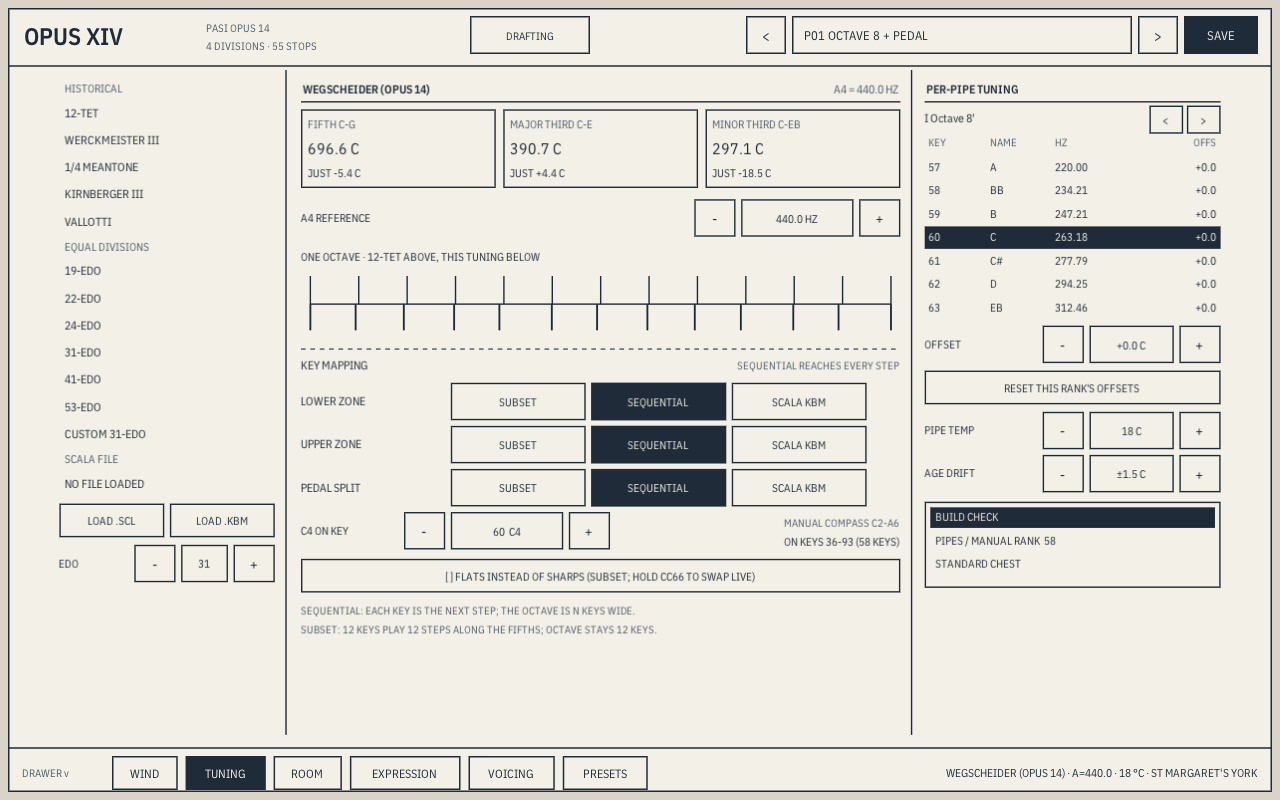 OPUS XIV
PASI OPUS 14
4 DIVISIONS · 55 STOPS
DRAFTING
<
P01 OCTAVE 8 + PEDAL
>
SAVE
HISTORICAL
12-TET
WERCKMEISTER III
1/4 MEANTONE
KIRNBERGER III
VALLOTTI
EQUAL DIVISIONS
19-EDO
22-EDO
24-EDO
31-EDO
41-EDO
53-EDO
CUSTOM 31-EDO
SCALA FILE
NO FILE LOADED
LOAD .SCL
LOAD .KBM
EDO
-
31
+
WEGSCHEIDER (OPUS 14)
A4 = 440.0 HZ
FIFTH C-G
696.6 C
JUST -5.4 C
MAJOR THIRD C-E
390.7 C
JUST +4.4 C
MINOR THIRD C-EB
297.1 C
JUST -18.5 C
A4 REFERENCE
-
440.0 HZ
+
ONE OCTAVE · 12-TET ABOVE, THIS TUNING BELOW
KEY MAPPING
SEQUENTIAL REACHES EVERY STEP
LOWER ZONE
SUBSET
SEQUENTIAL
SCALA KBM
UPPER ZONE
SUBSET
SEQUENTIAL
SCALA KBM
PEDAL SPLIT
SUBSET
SEQUENTIAL
SCALA KBM
C4 ON KEY
-
60 C4
+
MANUAL COMPASS C2-A6
ON KEYS 36-93 (58 KEYS)
[ ] FLATS INSTEAD OF SHARPS (SUBSET; HOLD CC66 TO SWAP LIVE)
SEQUENTIAL: EACH KEY IS THE NEXT STEP; THE OCTAVE IS N KEYS WIDE.
SUBSET: 12 KEYS PLAY 12 STEPS ALONG THE FIFTHS; OCTAVE STAYS 12 KEYS.
PER-PIPE TUNING
I Octave 8'
<
>
KEY NAME HZ OFFS
57 A 220.00 +0.0
58 BB 234.21 +0.0
59 B 247.21 +0.0
60 C 263.18 +0.0
61 C# 277.79 +0.0
62 D 294.25 +0.0
63 EB 312.46 +0.0
OFFSET
-
+0.0 C
+
RESET THIS RANK'S OFFSETS
PIPE TEMP
-
18 C
+
AGE DRIFT
-
±1.5 C
+
BUILD CHECK
PIPES / MANUAL RANK 58
STANDARD CHEST
DRAWER v
WIND
TUNING
ROOM
EXPRESSION
VOICING
PRESETS
WEGSCHEIDER (OPUS 14) · A=440.0 · 18 °C · ST MARGARET'S YORK